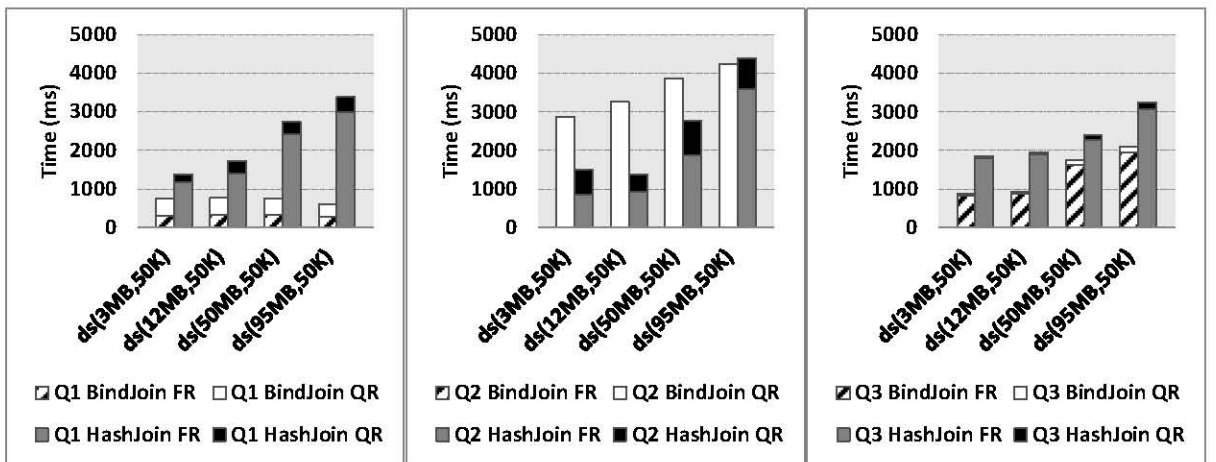 5000
4000
3000
2000
1000
0
Time (ms)
ds(3MB,50K)
ds(12MB,50K)
ds(50MB,50K)
ds(95MB,50K)
Q1 BindJoin FR Q1 BindJoin QR
Q1 HashJoin FR Q1 HashJoin QR
5000
4000
3000
2000
1000
0
Time (ms)
ds(3MB,50K)
ds(12MB,50K)
ds(50MB,50K)
ds(95MB,50K)
Q2 BindJoin FR Q2 BindJoin QR
Q2 HashJoin FR Q2 HashJoin QR
5000
4000
3000
2000
1000
0
Time (ms)
ds(3MB,50K)
ds(12MB,50K)
ds(50MB,50K)
ds(95MB,50K)
Q3 BindJoin FR Q3 BindJoin QR
Q3 HashJoin FR Q3 HashJoin QR